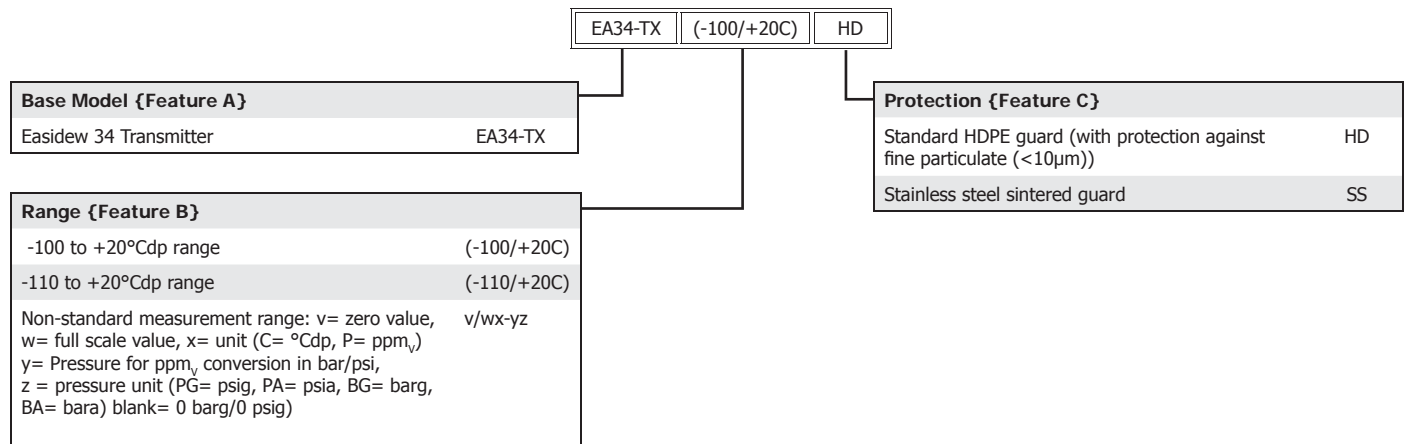 EA34-TX (-100/+20C) HD
Base Model {Feature A}
Easidew 34 Transmitter EA34-TX
Range {Feature B}
-100 to +20°Cdp range (-100/+20C)
-110 to +20°Cdp range (-110/+20C)
Non-standard measurement range: v= zero value, v/wx-yz
w= full scale value, x= unit (C= °Cdp, P= ppmv)
y= Pressure for ppmv conversion in bar/psi,
z = pressure unit (PG= psig, PA= psia, BG= barg,
BA= bara) blank= 0 barg/0 psig)
Protection {Feature C}
Standard HDPE guard (with protection against HD
fine particulate (<10µm))
Stainless steel sintered guard SS